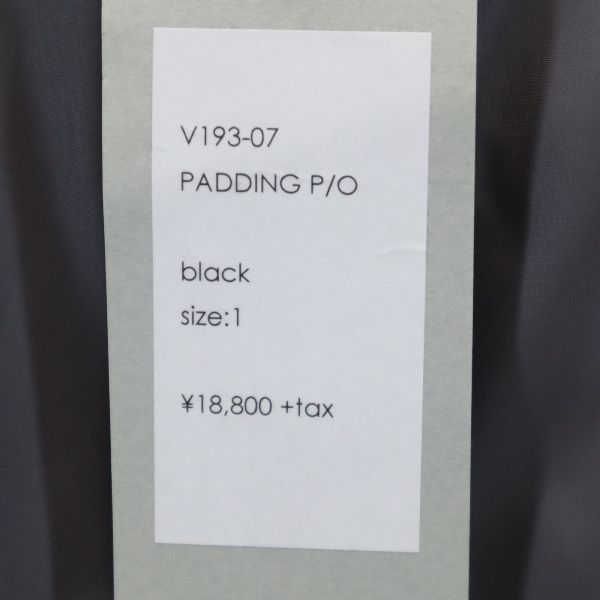 V193-07
PADDING P/O
black
size:1
¥18,800 +tax